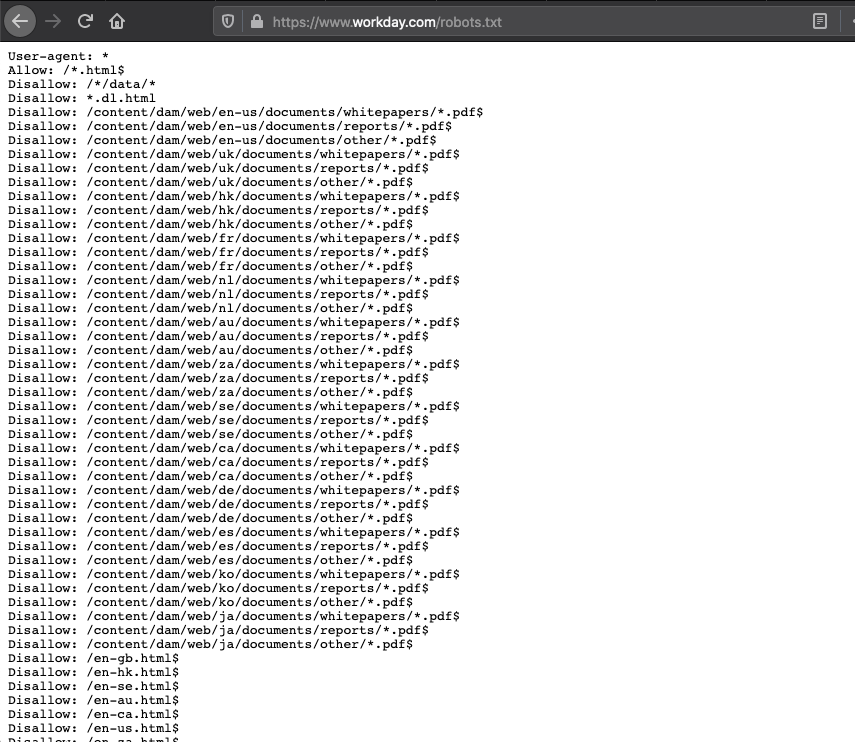 https://www.workday.com/robots.txt
User-agent: *
Allow: /*.html$
Disallow: /*/data/*
Disallow: *.dl.html
Disallow: /content/dam/web/en-us/documents/whitepapers/*.pdf$
Disallow: /content/dam/web/en-us/documents/reports/*.pdf$
Disallow: /content/dam/web/en-us/documents/other/*.pdf$
Disallow: /content/dam/web/uk/documents/whitepapers/*.pdf$
Disallow: /content/dam/web/uk/documents/reports/*.pdf$
Disallow: /content/dam/web/uk/documents/other/*.pdf$
Disallow: /content/dam/web/hk/documents/whitepapers/*.pdf$
Disallow: /content/dam/web/hk/documents/reports/*.pdf$
Disallow: /content/dam/web/hk/documents/other/*.pdf$
Disallow: /content/dam/web/fr/documents/whitepapers/*.pdf$
Disallow: /content/dam/web/fr/documents/reports/*.pdf$
Disallow: /content/dam/web/fr/documents/other/*.pdf$
Disallow: /content/dam/web/nl/documents/whitepapers/*.pdf$
Disallow: /content/dam/web/nl/documents/reports/*.pdf$
Disallow: /content/dam/web/nl/documents/other/*.pdf$
Disallow: /content/dam/web/au/documents/whitepapers/*.pdf$
Disallow: /content/dam/web/au/documents/reports/*.pdf$
Disallow: /content/dam/web/au/documents/other/*.pdf$
Disallow: /content/dam/web/za/documents/whitepapers/*.pdf$
Disallow: /content/dam/web/za/documents/reports/*.pdf$
Disallow: /content/dam/web/za/documents/other/*.pdf$
Disallow: /content/dam/web/se/documents/whitepapers/*.pdf$
Disallow: /content/dam/web/se/documents/reports/*.pdf$
Disallow: /content/dam/web/se/documents/other/*.pdf$
Disallow: /content/dam/web/ca/documents/whitepapers/*.pdf$
Disallow: /content/dam/web/ca/documents/reports/*.pdf$
Disallow: /content/dam/web/ca/documents/other/*.pdf$
Disallow: /content/dam/web/de/documents/whitepapers/*.pdf$
Disallow: /content/dam/web/de/documents/reports/*.pdf$
Disallow: /content/dam/web/de/documents/other/*.pdf$
Disallow: /content/dam/web/es/documents/whitepapers/*.pdf$
Disallow: /content/dam/web/es/documents/reports/*.pdf$
Disallow: /content/dam/web/es/documents/other/*.pdf$
Disallow: /content/dam/web/ko/documents/whitepapers/*.pdf$
Disallow: /content/dam/web/ko/documents/reports/*.pdf$
Disallow: /content/dam/web/ko/documents/other/*.pdf$
Disallow: /content/dam/web/ja/documents/whitepapers/*.pdf$
Disallow: /content/dam/web/ja/documents/reports/*.pdf$
Disallow: /content/dam/web/ja/documents/other/*.pdf$
Disallow: /en-gb.html$
Disallow: /en-hk.html$
Disallow: /en-se.html$
Disallow: /en-au.html$
Disallow: /en-ca.html$
Disallow: /en-us.html$
Disallow: